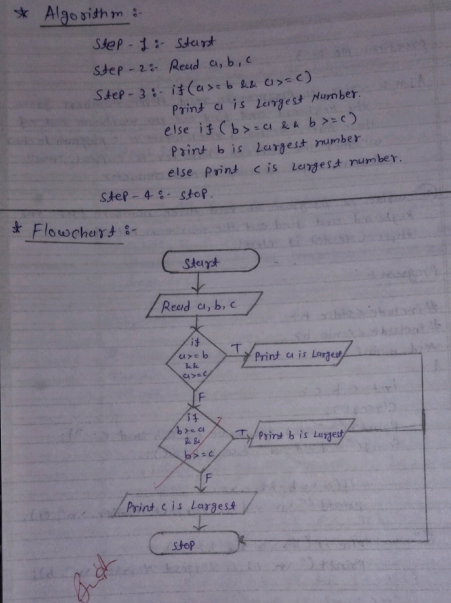 * Algorithm :-
Step - 1 :- Start
Step - 2 :- Read a, b, c
Step - 3 :- if (a >= b && a >= c)
Print a is Largest Number.
else if (b >= a && b >= c)
Print b is Largest number
else Print c is Largest number.
Step - 4 :- Stop.
* Flowchart :-
Start
Read a, b, c
if
a >= b
&&
a >= c
T
Print a is Largest
F
if
b >= a
&&
b >= c
T
Print b is Largest
F
Print c is Largest
Stop